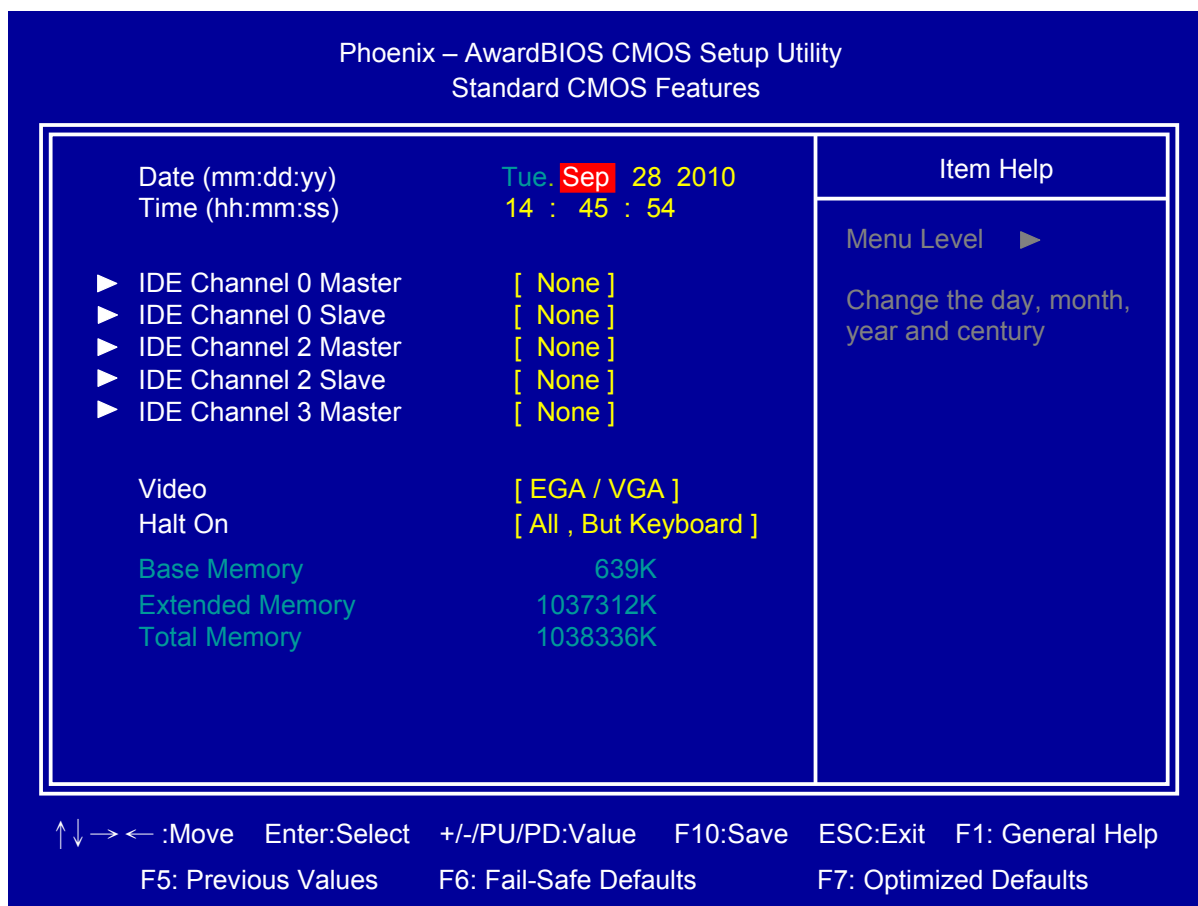 Phoenix – AwardBIOS CMOS Setup Utility
Standard CMOS Features
Date (mm:dd:yy) Tue. Sep 28 2010
Time (hh:mm:ss) 14 : 45 : 54
► IDE Channel 0 Master [ None ]
► IDE Channel 0 Slave [ None ]
► IDE Channel 2 Master [ None ]
► IDE Channel 2 Slave [ None ]
► IDE Channel 3 Master [ None ]
Video [ EGA / VGA ]
Halt On [ All , But Keyboard ]
Base Memory 639K
Extended Memory 1037312K
Total Memory 1038336K
Item Help
Menu Level ►
Change the day, month,
year and century
↑↓→← :Move Enter:Select +/-/PU/PD:Value F10:Save ESC:Exit F1: General Help
F5: Previous Values F6: Fail-Safe Defaults F7: Optimized Defaults